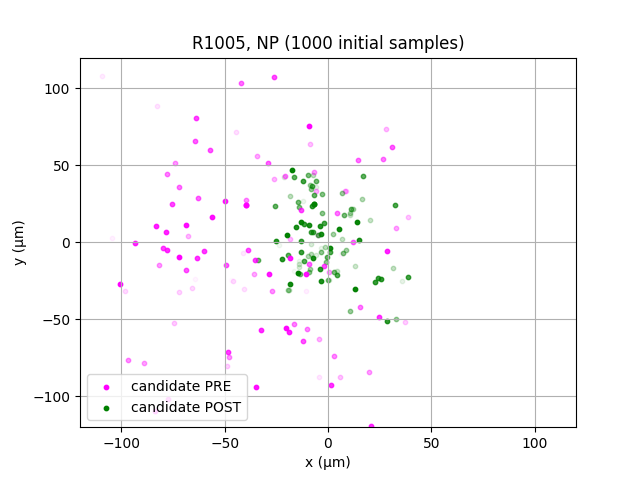 R1005, NP (1000 initial samples)
y (μm)
100
50
0
−50
−100
candidate PRE
candidate POST
−100 −50 0 50 100
x (μm)